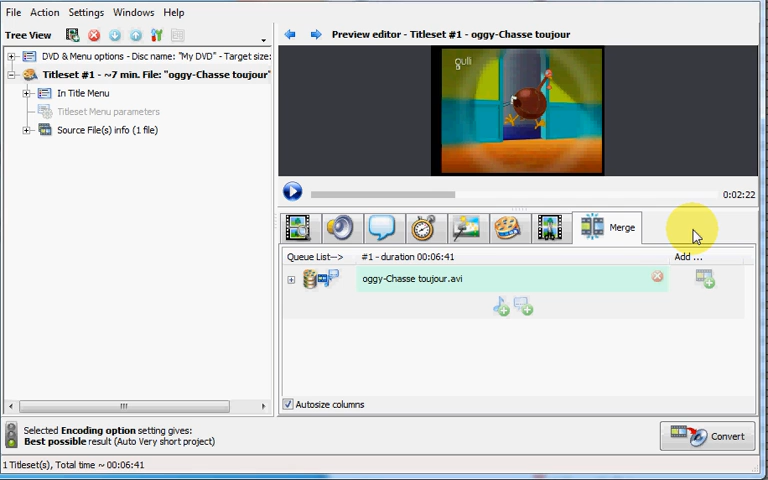 File Action Settings Windows Help
Tree View
DVD & Menu options - Disc name: "My DVD" - Target size:
Titleset #1 - ~7 min. File: "oggy-Chasse toujour"
In Title Menu
Titleset Menu parameters
Source File(s) info (1 file)
Preview editor - Titleset #1 - oggy-Chasse toujour
gulli
0:02:22
Merge
Queue List--> #1 - duration 00:06:41 Add ...
oggy-Chasse toujour.avi
Autosize columns
Selected Encoding option setting gives:
Best possible result (Auto Very short project)
Convert
1 Titleset(s), Total time ~ 00:06:41